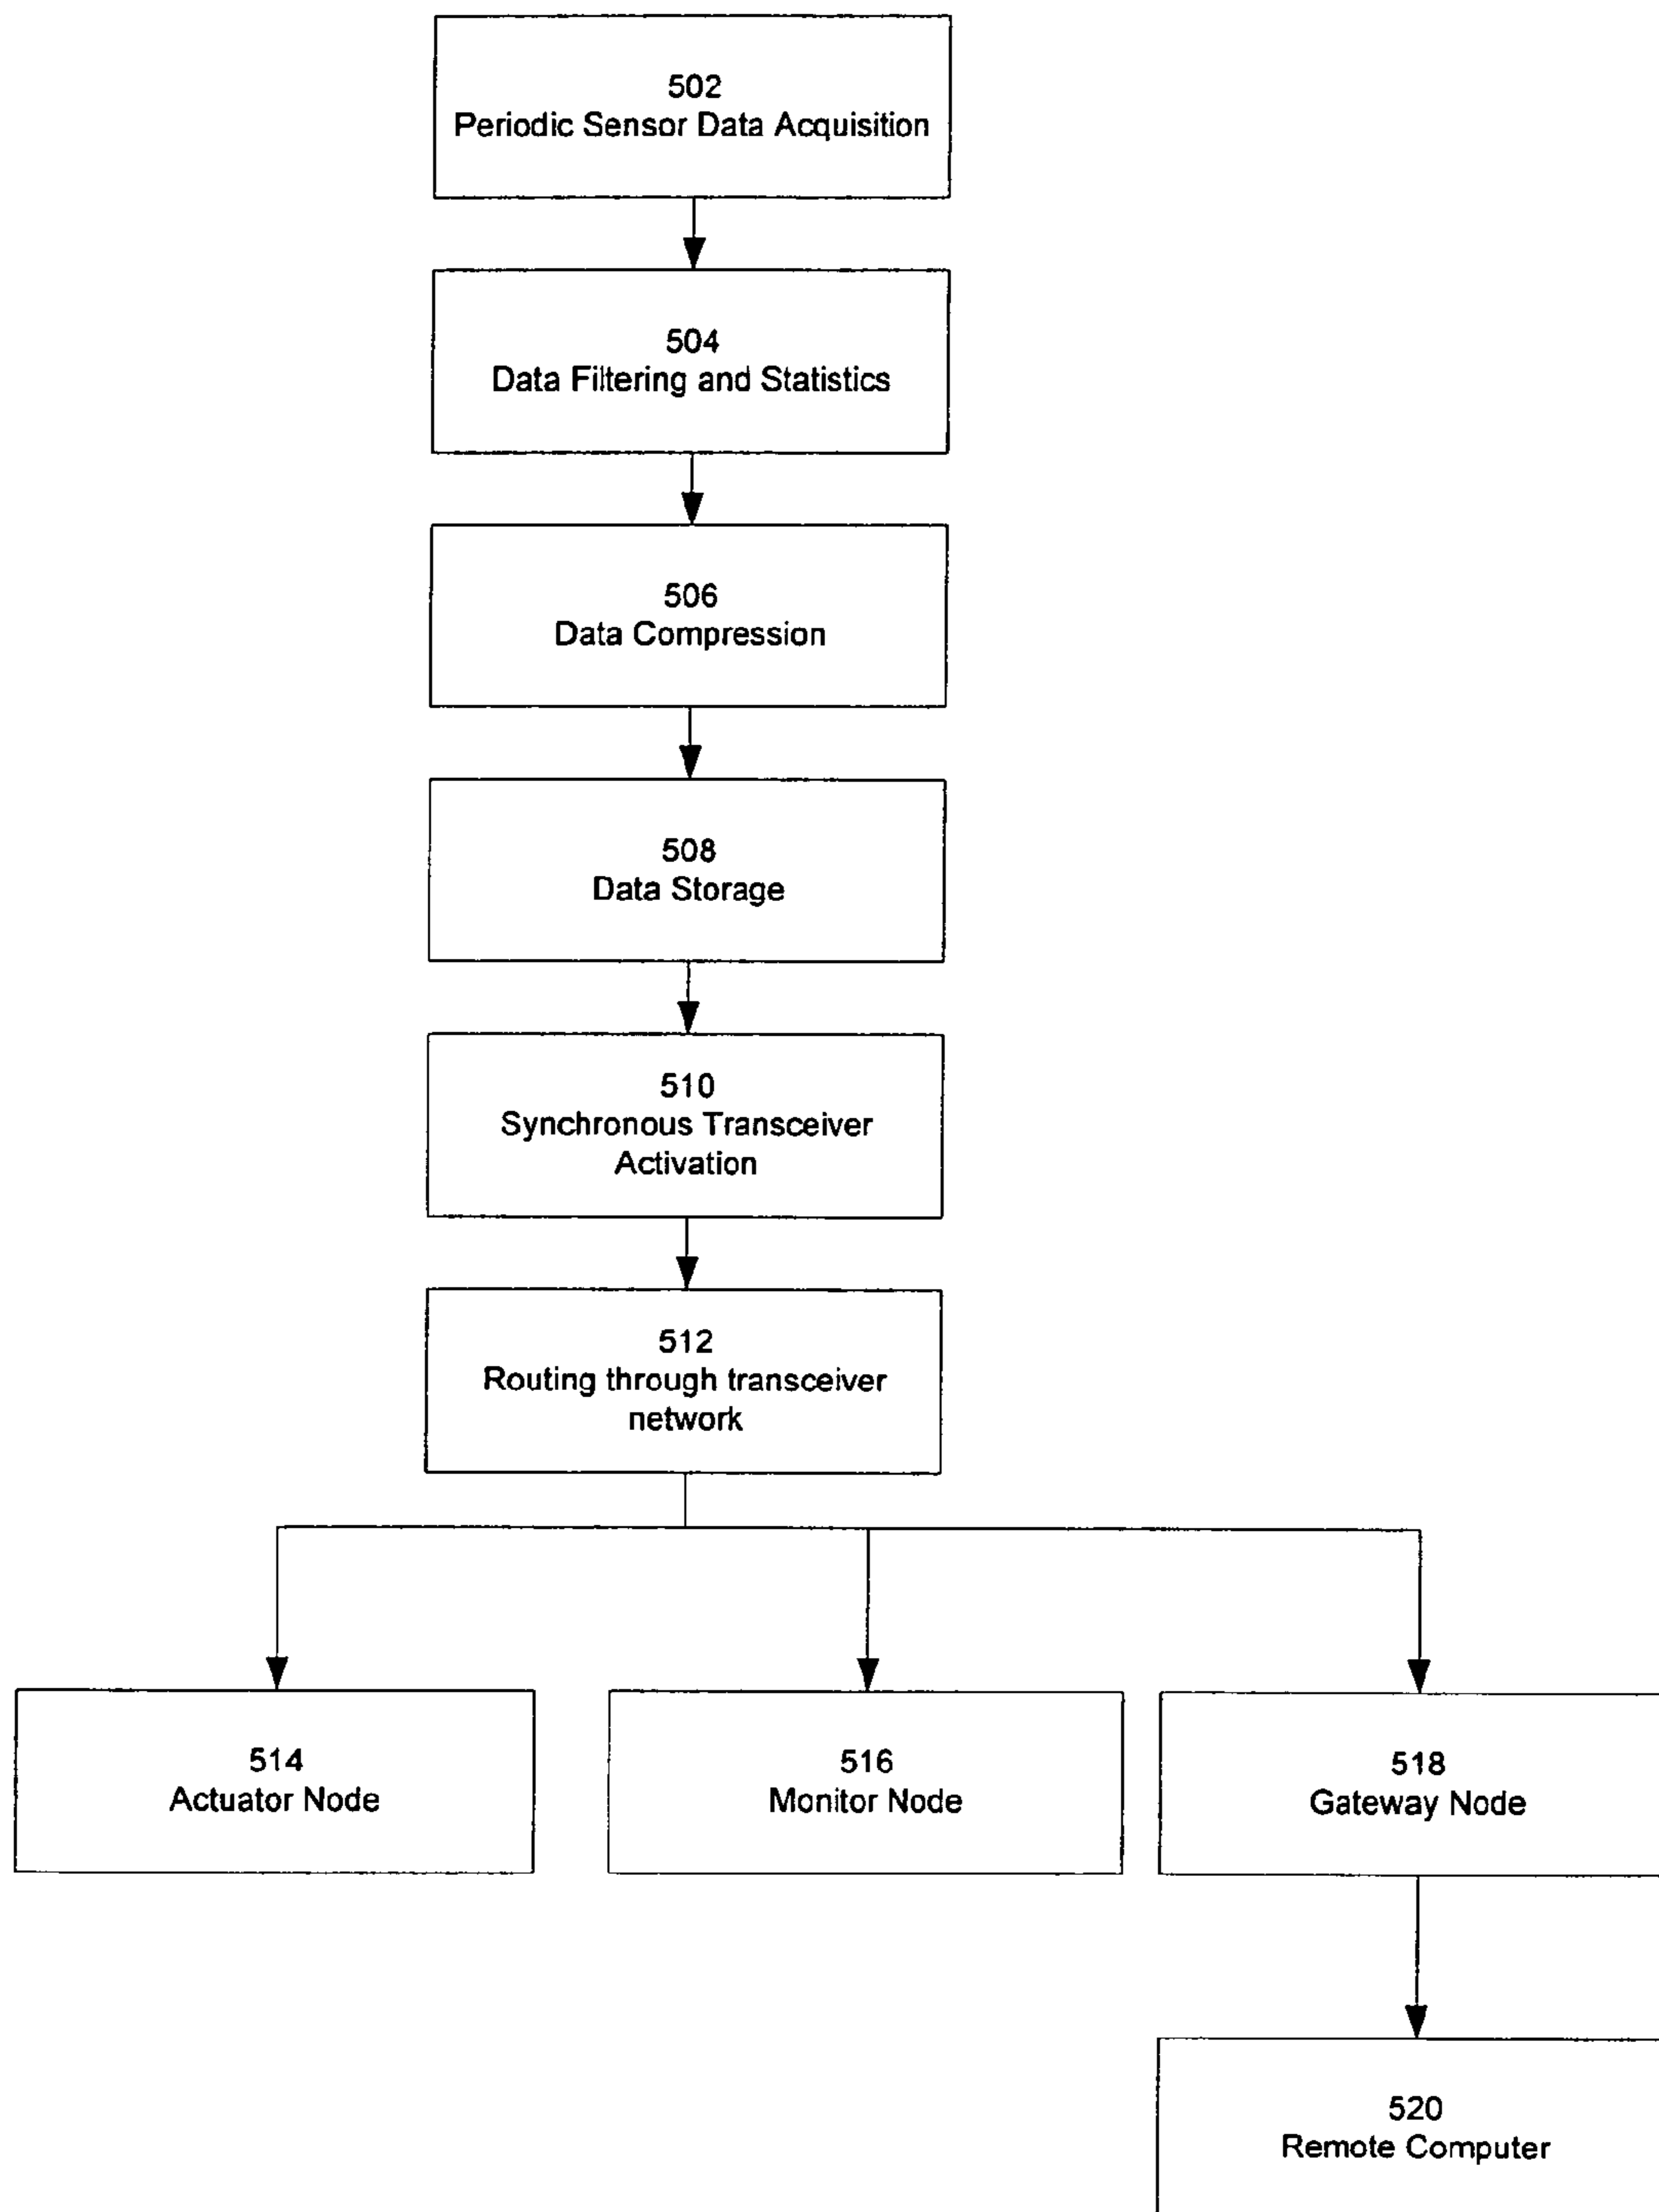 502
Periodic Sensor Data Acquisition
504
Data Filtering and Statistics
506
Data Compression
508
Data Storage
510
Synchronous Transceiver
Activation
512
Routing through transceiver
network
514
Actuator Node
516
Monitor Node
518
Gateway Node
520
Remote Computer